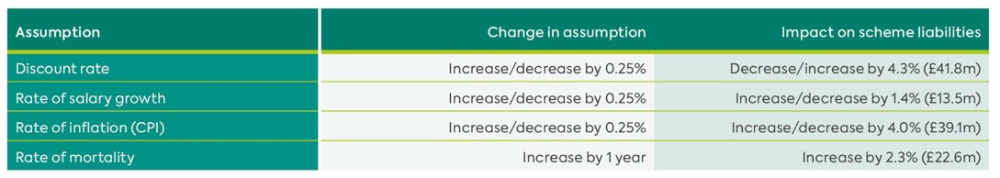 Assumption Change in assumption Impact on scheme liabilities
Discount rate Increase/decrease by 0.25% Decrease/increase by 4.3% (£41.8m)
Rate of salary growth Increase/decrease by 0.25% Increase/decrease by 1.4% (£13.5m)
Rate of inflation (CPI) Increase/decrease by 0.25% Increase/decrease by 4.0% (£39.1m)
Rate of mortality Increase by 1 year Increase by 2.3% (£22.6m)